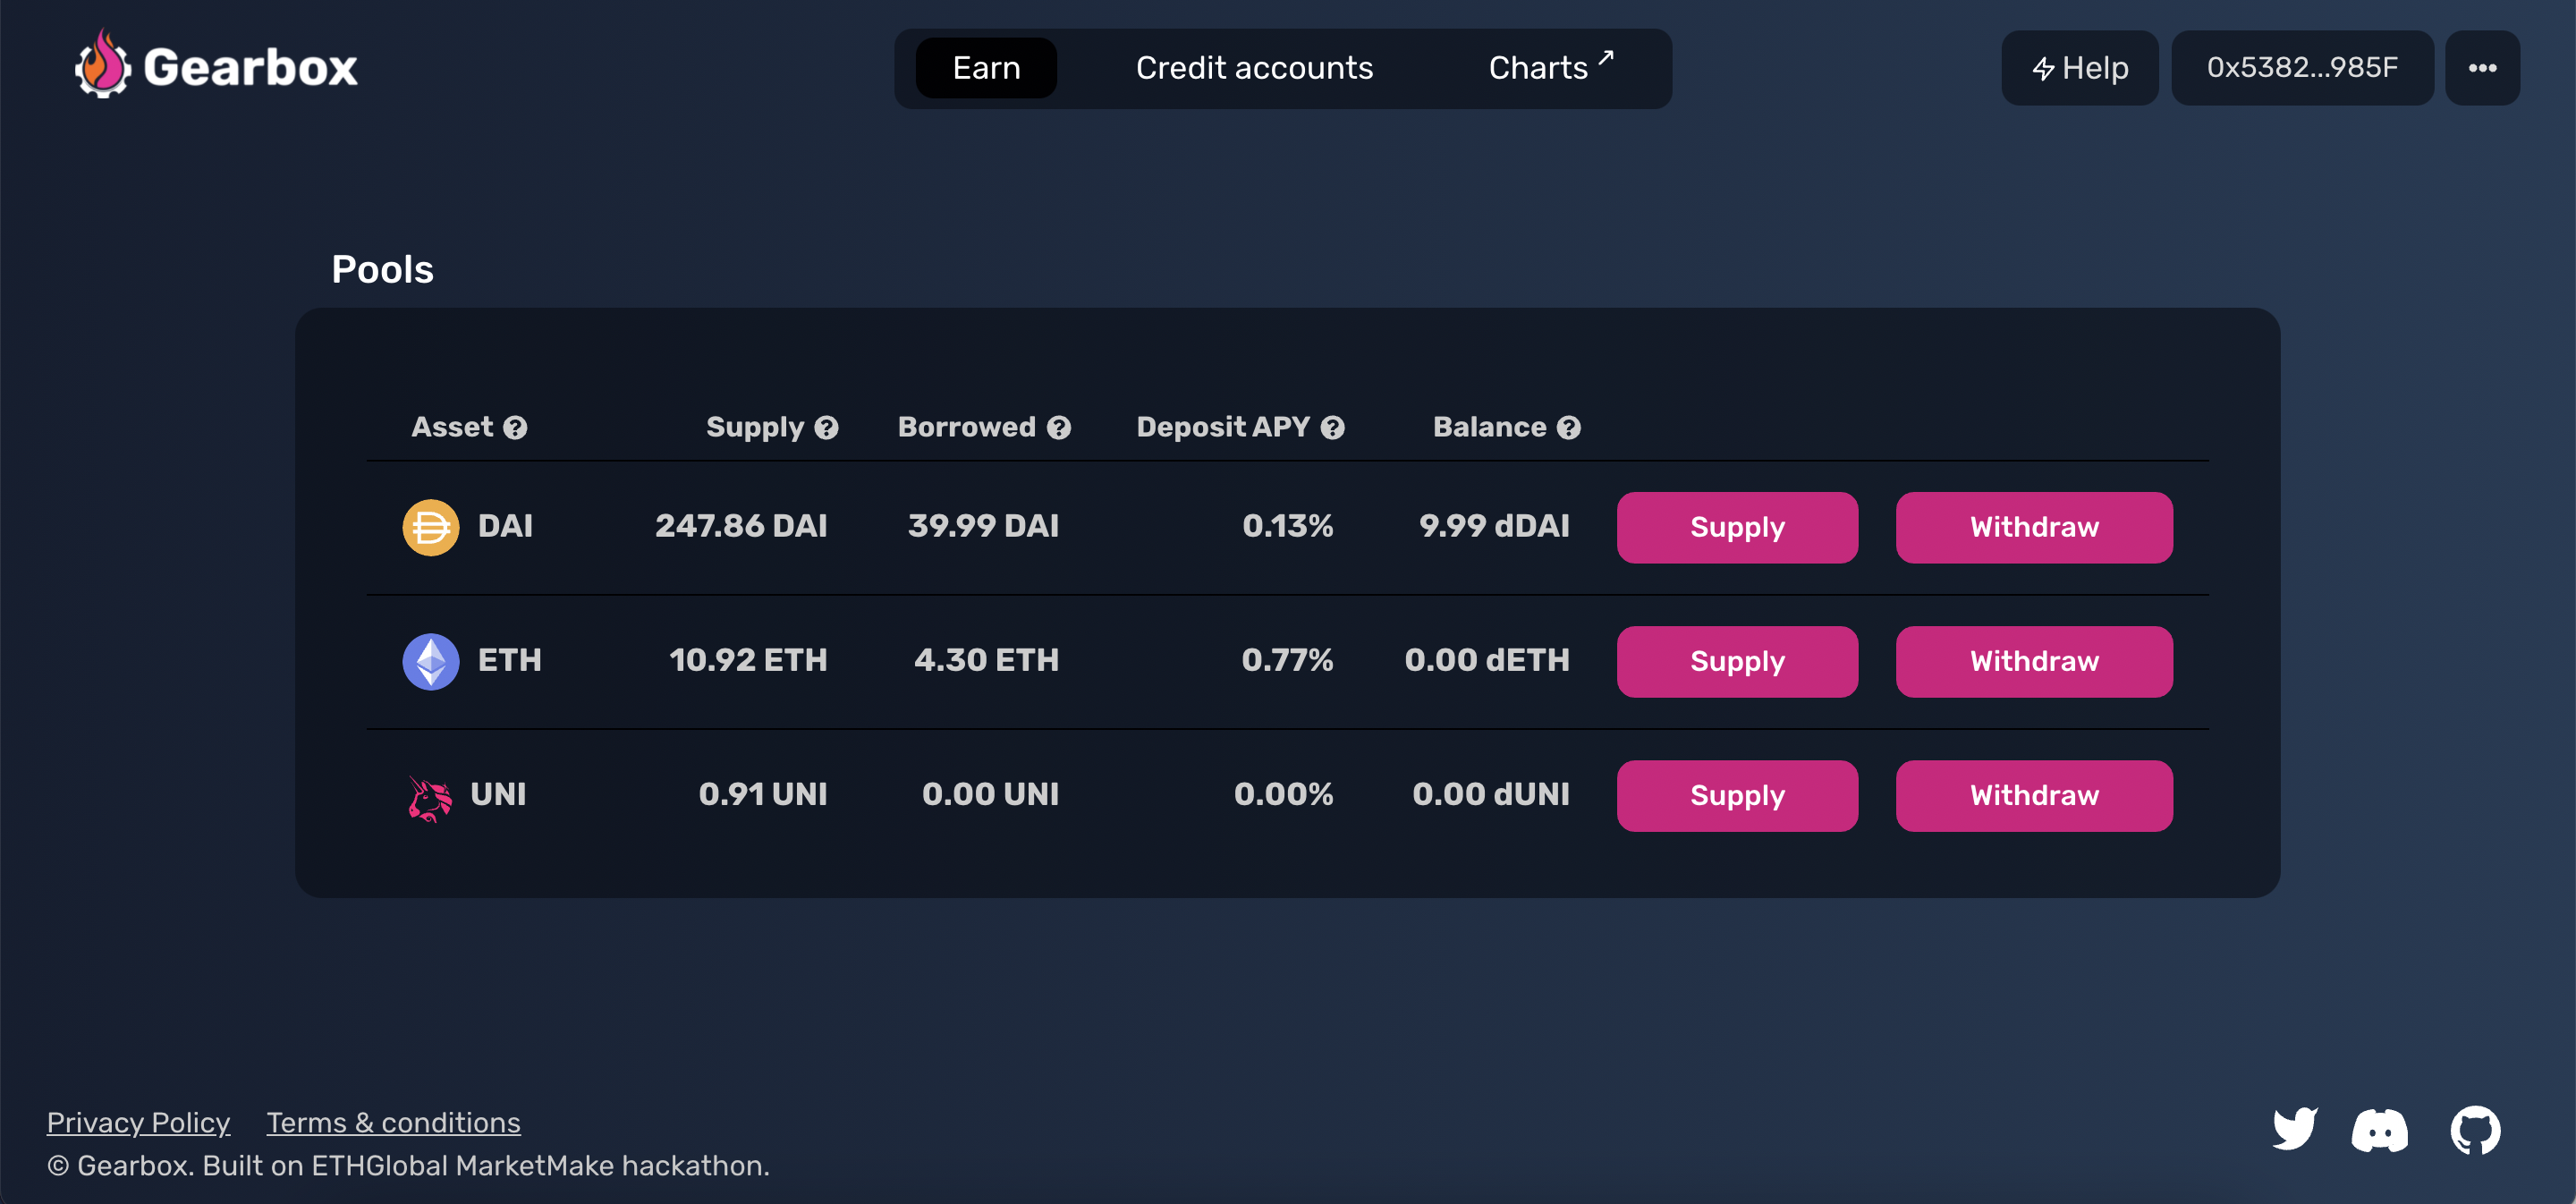 Gearbox
Earn Credit accounts Charts ↗
Help 0x5382...985F •••
Pools
Asset ? Supply ? Borrowed ? Deposit APY ? Balance ?
DAI 247.86 DAI 39.99 DAI 0.13% 9.99 dDAI Supply Withdraw
ETH 10.92 ETH 4.30 ETH 0.77% 0.00 dETH Supply Withdraw
UNI 0.91 UNI 0.00 UNI 0.00% 0.00 dUNI Supply Withdraw
Privacy Policy Terms & conditions
© Gearbox. Built on ETHGlobal MarketMake hackathon.